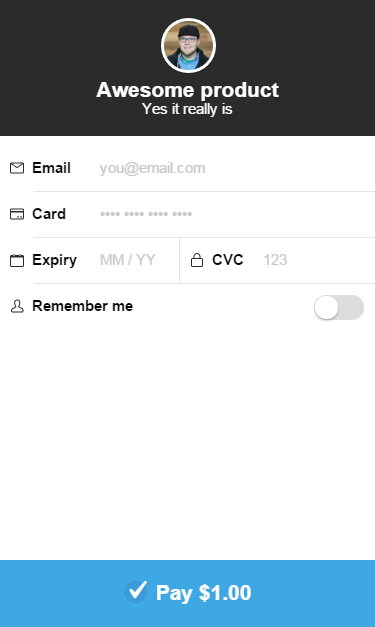 Awesome product
Yes it really is
Email you@email.com
Card •••• •••• •••• ••••
Expiry MM / YY CVC 123
Remember me
Pay $1.00